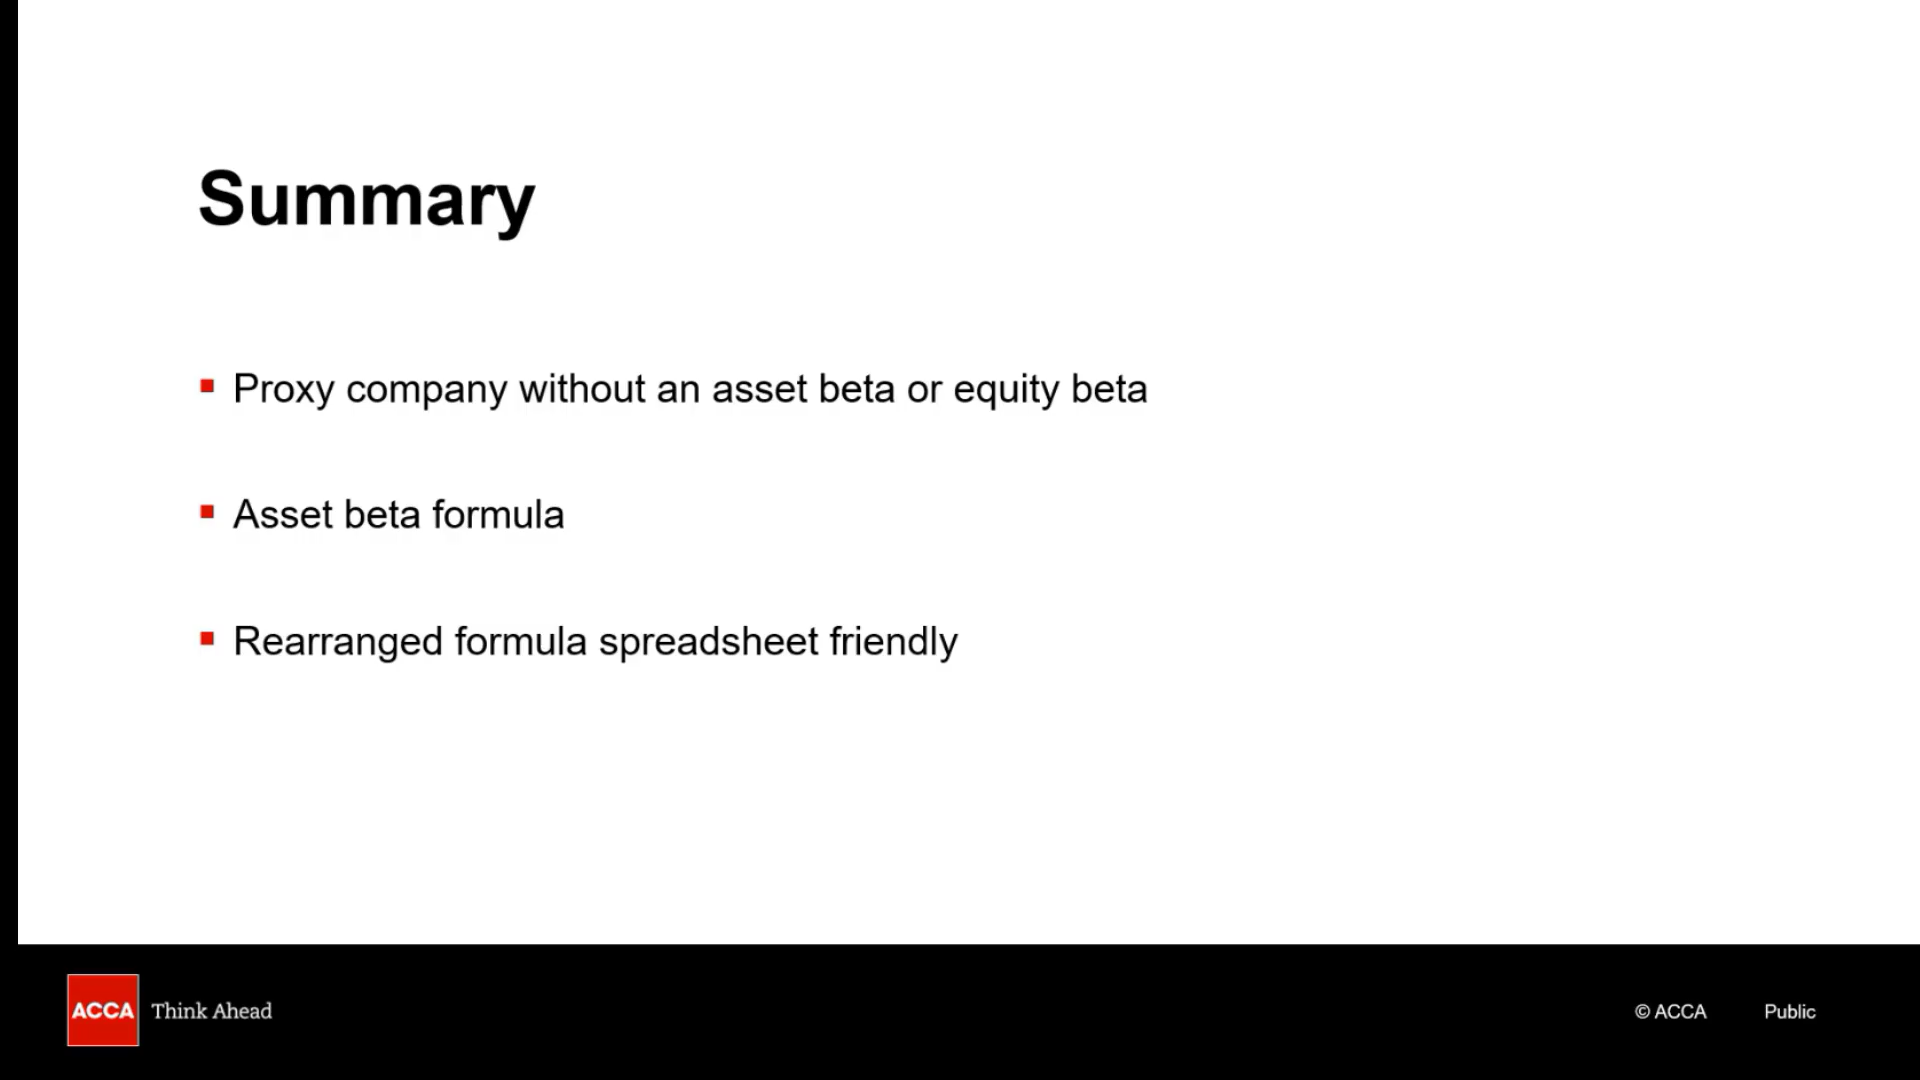 Summary
Proxy company without an asset beta or equity beta
Asset beta formula
Rearranged formula spreadsheet friendly
ACCA Think Ahead
© ACCA Public